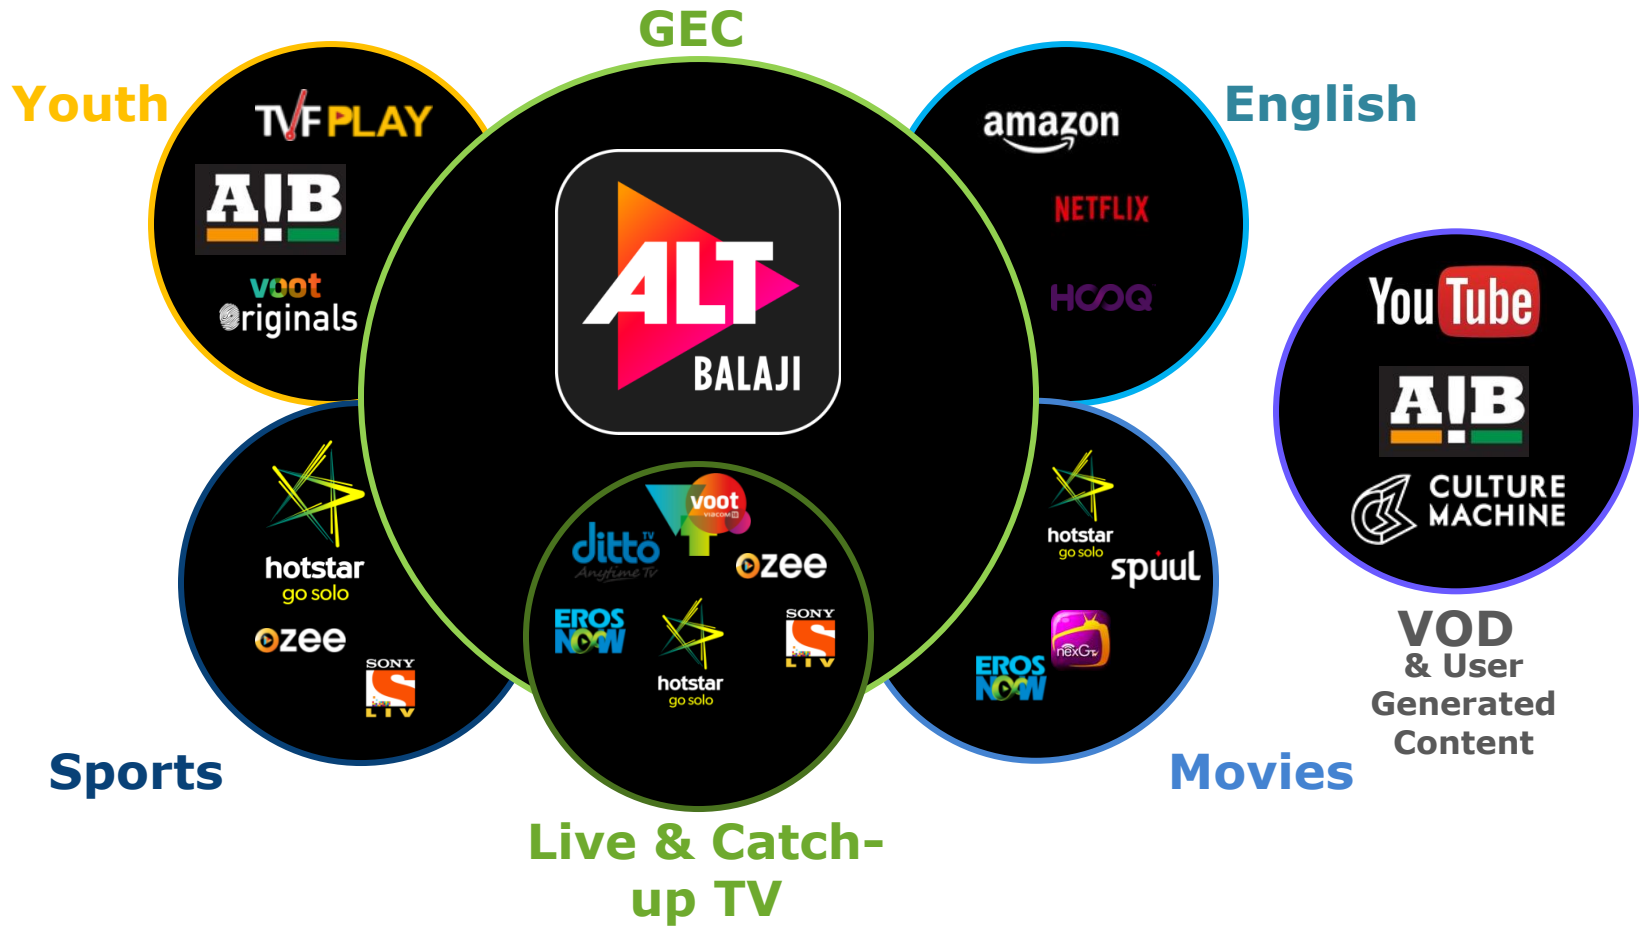 GEC
Youth
TVF PLAY
A!B
voot
Originals
ALT
BALAJI
English
amazon
NETFLIX
HOOQ
YouTube
A!B
CULTURE
MACHINE
VOD
& User
Generated
Content
hotstar
go solo
OZEE
SONY
LIV
Sports
voot
VIACOM 18
ditto TV
Anytime TV
OZEE
EROS
NOW
hotstar
go solo
SONY
LIV
Live & Catch-
up TV
hotstar
go solo
spuul
nexGTv
EROS
NOW
Movies